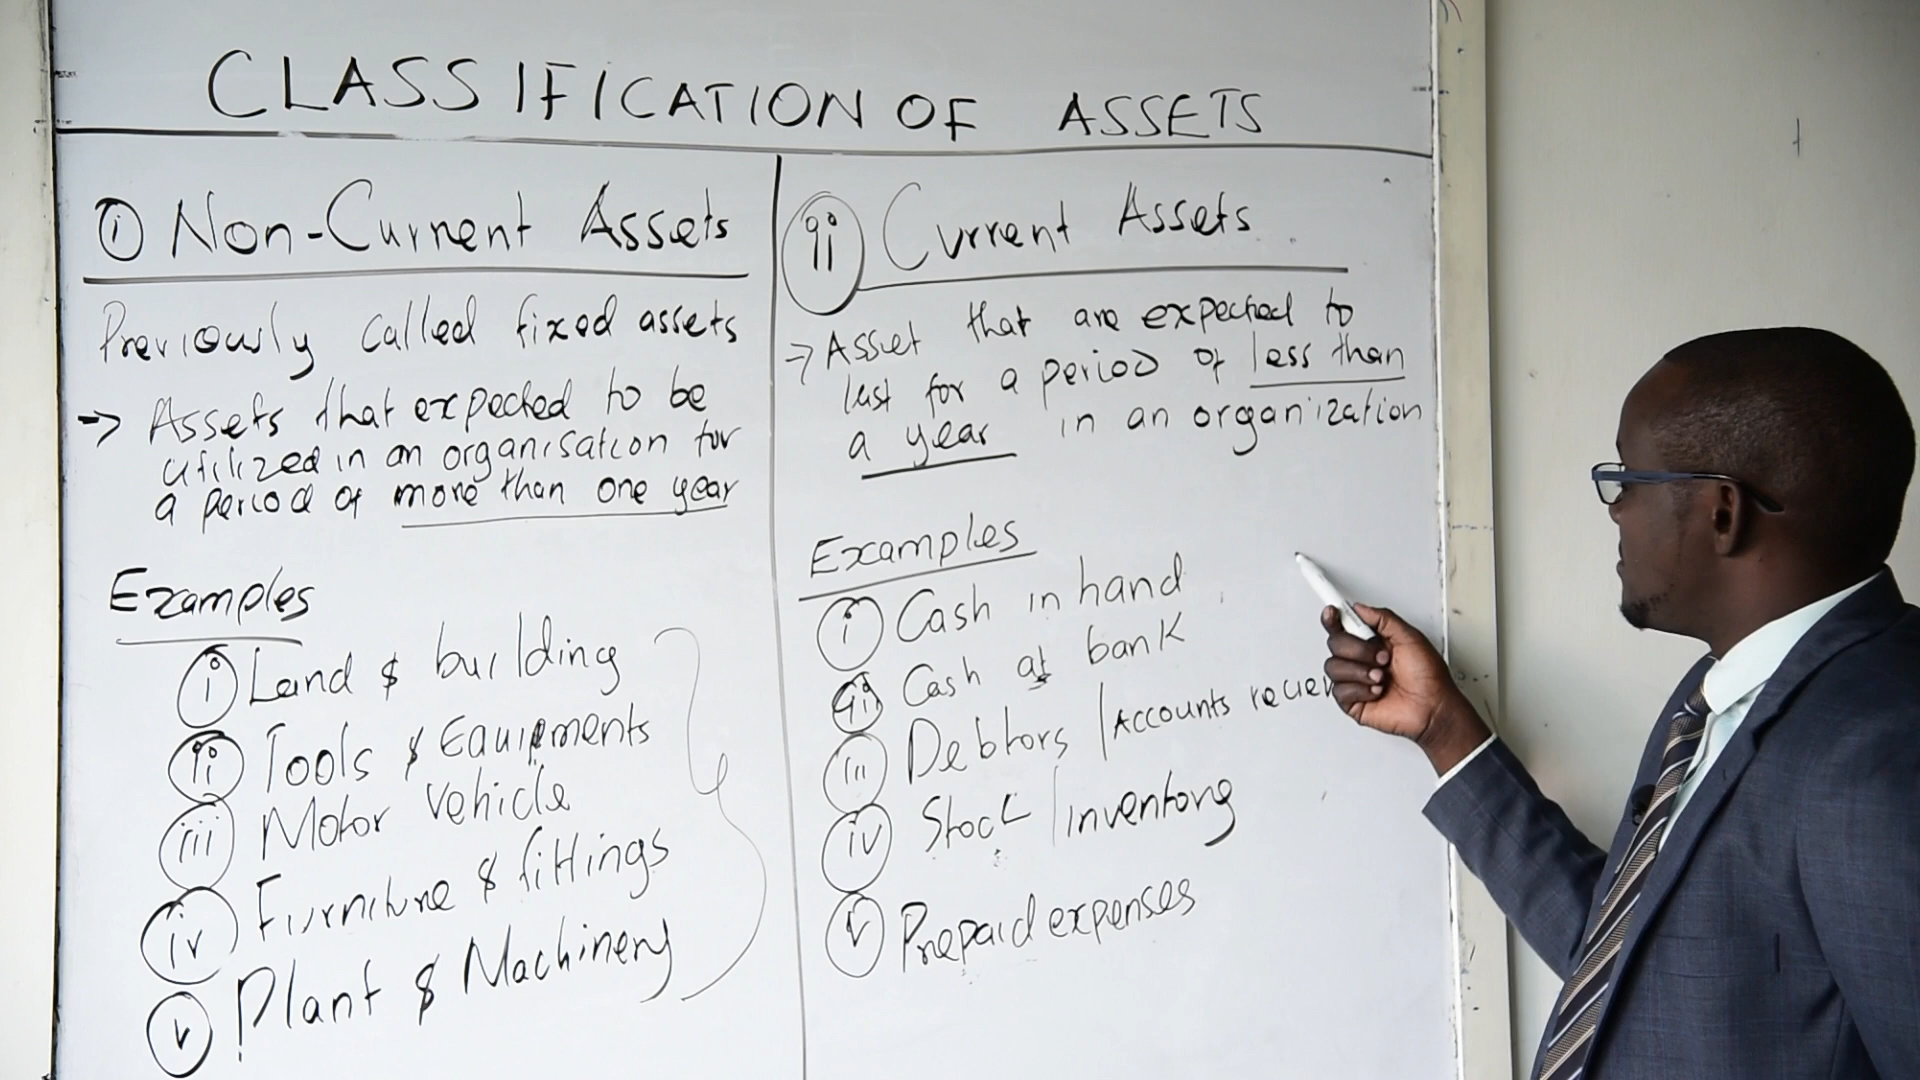 CLASSIFICATION OF ASSETS
i Non-Current Assets
Previously called fixed assets
→ Assets that expected to be
utilized in an organisation for
a period of more than one year
Examples
i Land & building
ii Tools & Equipments
iii Motor vehicle
iv Furniture & fittings
v Plant & Machinery
ii Current Assets
→ Asset that are expected to
last for a period of less than
a year in an organization
Examples
i Cash in hand
ii Cash at bank
iii Debtors / Accounts
iv Stock / inventory
v Prepaid expenses